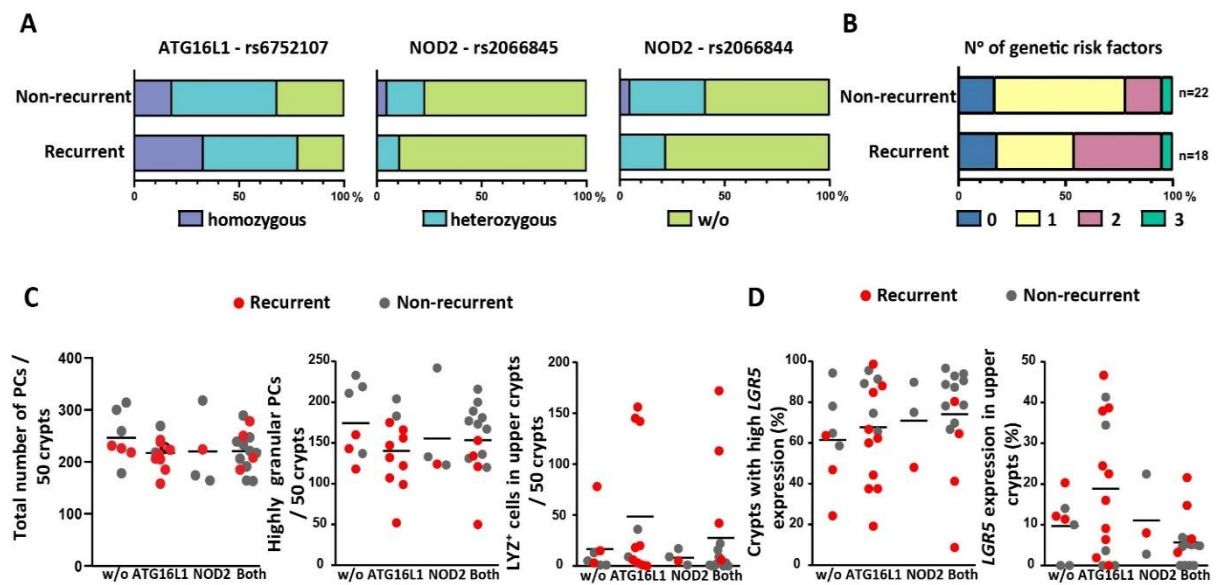 A
ATG16L1 - rs6752107
NOD2 - rs2066845
NOD2 - rs2066844
Non-recurrent
Recurrent
0 50 100 %
0 50 100 %
0 50 100 %
homozygous
heterozygous
w/o
B
N° of genetic risk factors
Non-recurrent
n=22
Recurrent
n=18
0 50 100 %
0 1 2 3
C
Recurrent Non-recurrent
Total number of PCs /
50 crypts
400
300
200
100
0
w/o ATG16L1 NOD2 Both
Highly granular PCs
/ 50 crypts
250
200
150
100
50
0
w/o ATG16L1 NOD2 Both
LYZ+ cells in upper crypts
/ 50 crypts
200
150
100
50
0
w/o ATG16L1 NOD2 Both
D
Recurrent Non-recurrent
Crypts with high LGR5
expression (%)
100
80
60
40
20
0
w/o ATG16L1 NOD2 Both
LGR5 expression in upper
crypts (%)
50
40
30
20
10
0
w/o ATG16L1 NOD2 Both